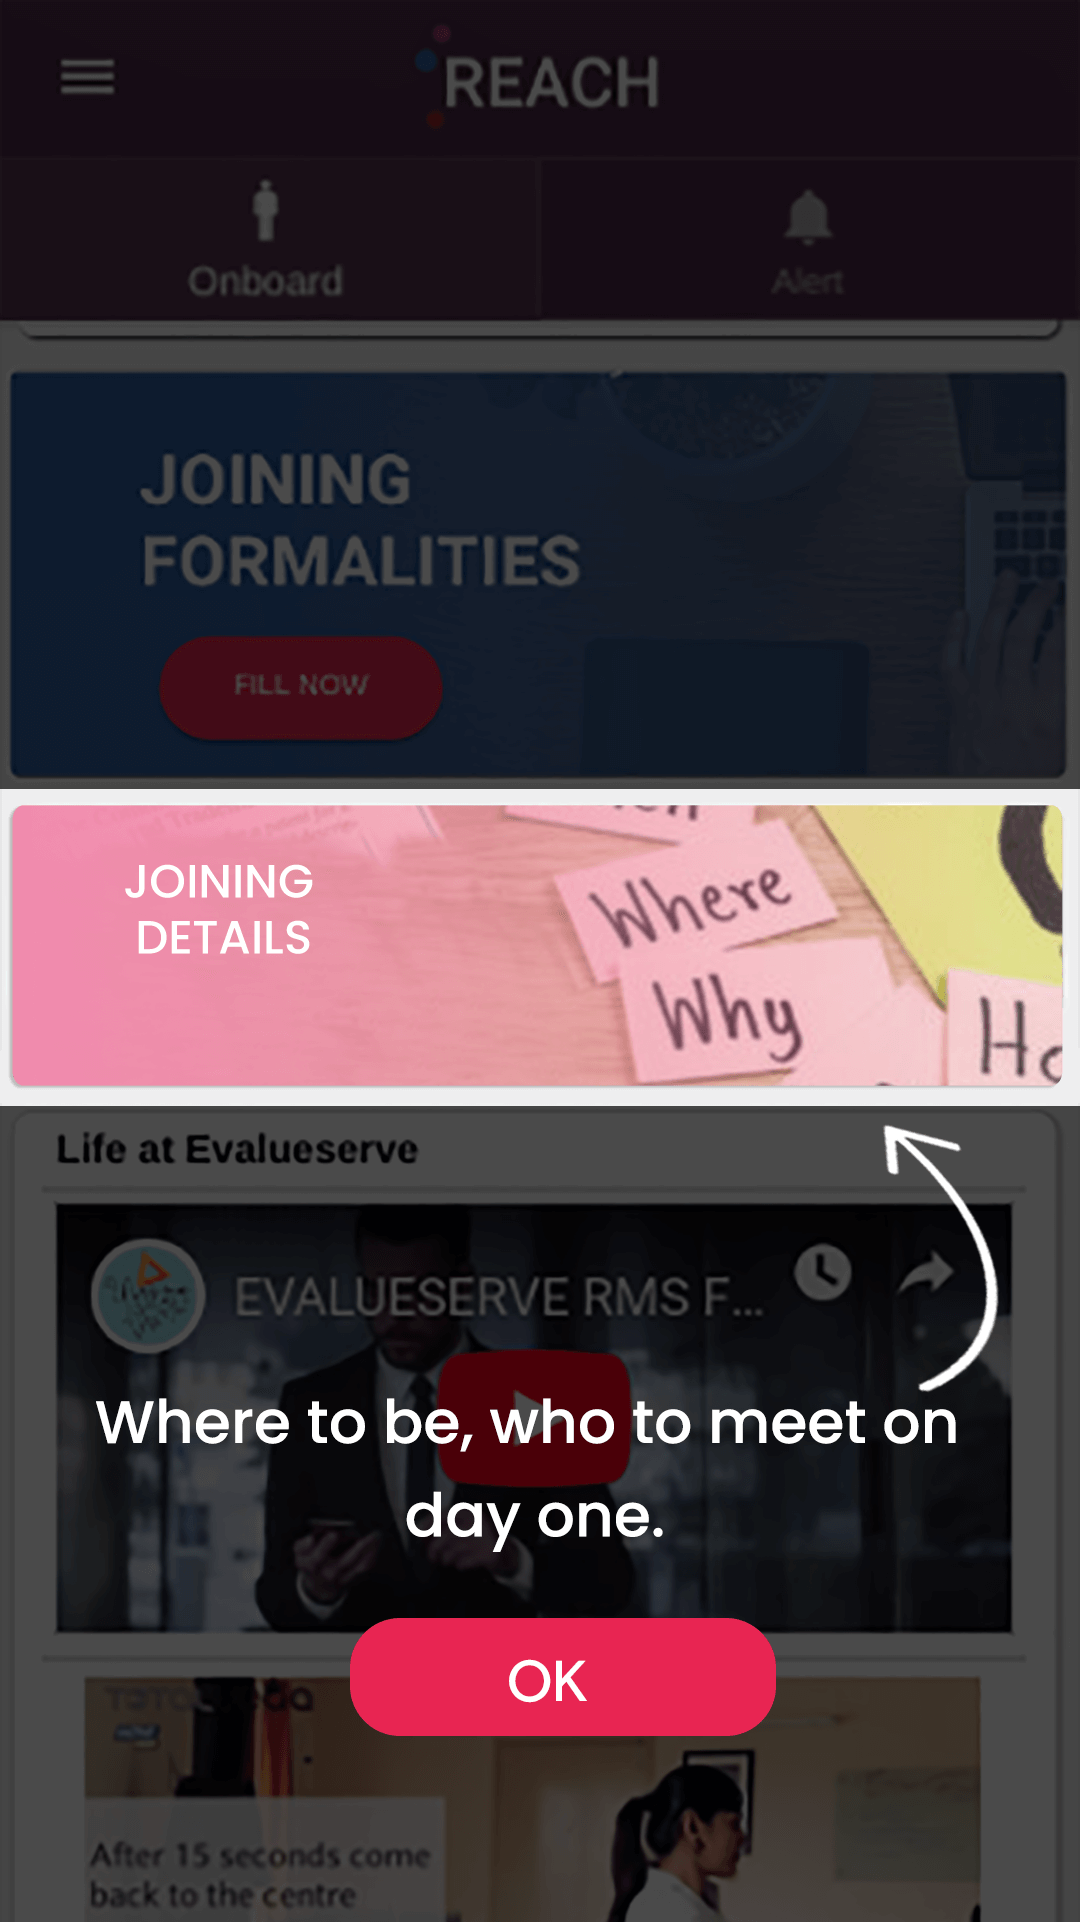 REACH
Onboard
Alert
JOINING
FORMALITIES
FILL NOW
JOINING
DETAILS
Where
Why
Life at Evalueserve
EVALUESERVE RMS F...
Where to be, who to meet on
day one.
OK
After 15 seconds come
back to the centre